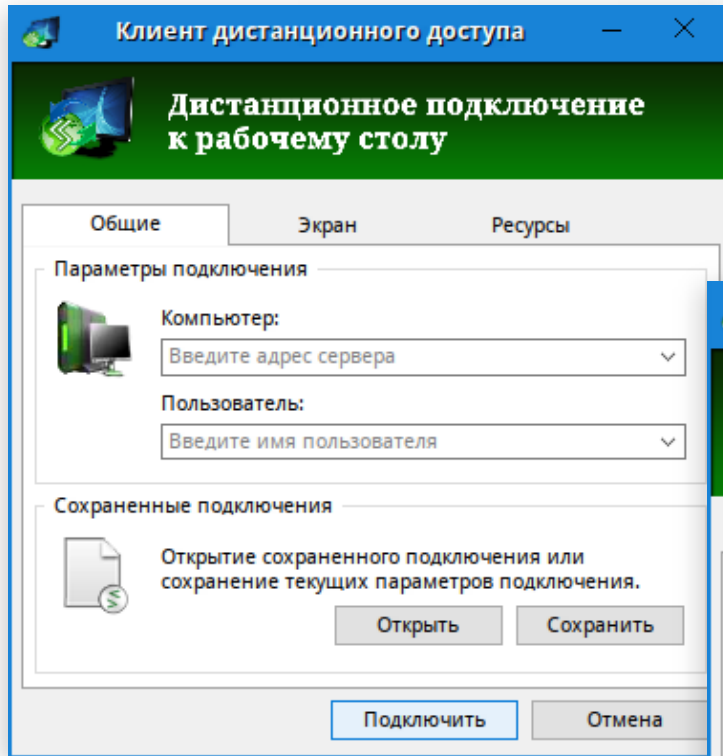 Клиент дистанционного доступа
Дистанционное подключение
к рабочему столу
Общие
Экран
Ресурсы
Параметры подключения
Компьютер:
Введите адрес сервера
Пользователь:
Введите имя пользователя
Сохраненные подключения
Открытие сохраненного подключения или
сохранение текущих параметров подключения.
Открыть
Сохранить
Подключить
Отмена